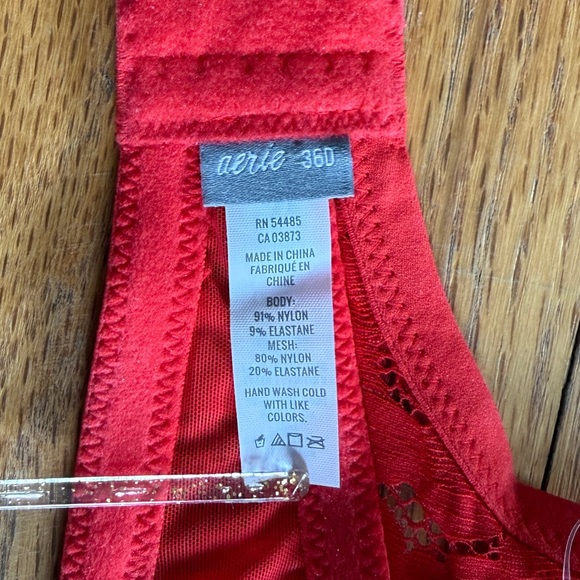 aerie 36D
RN 54485
CA 03873
MADE IN CHINA
FABRIQUÉ EN
CHINE
BODY:
91% NYLON
9% ELASTANE
MESH:
80% NYLON
20% ELASTANE
HAND WASH COLD
WITH LIKE
COLORS.